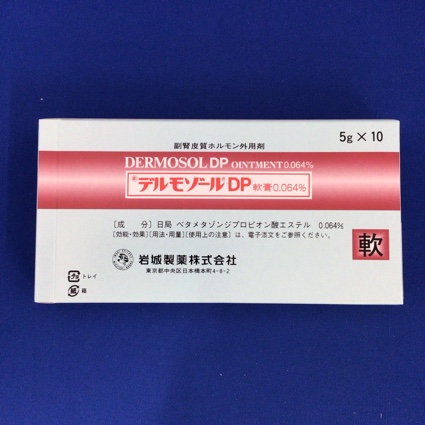 副腎皮質ホルモン外用剤
5g×10
DERMOSOL DP OINTMENT 0.064%
デルモゾールDP 軟膏0.064%
[成 分] 日局 ベタメタゾンジプロピオン酸エステル 0.064%
[効能・効果][用法・用量][使用上の注意]は、電子添文をご参照ください。
軟
岩城製薬株式会社
東京都中央区日本橋本町4-8-2
プラ トレイ
紙 箱